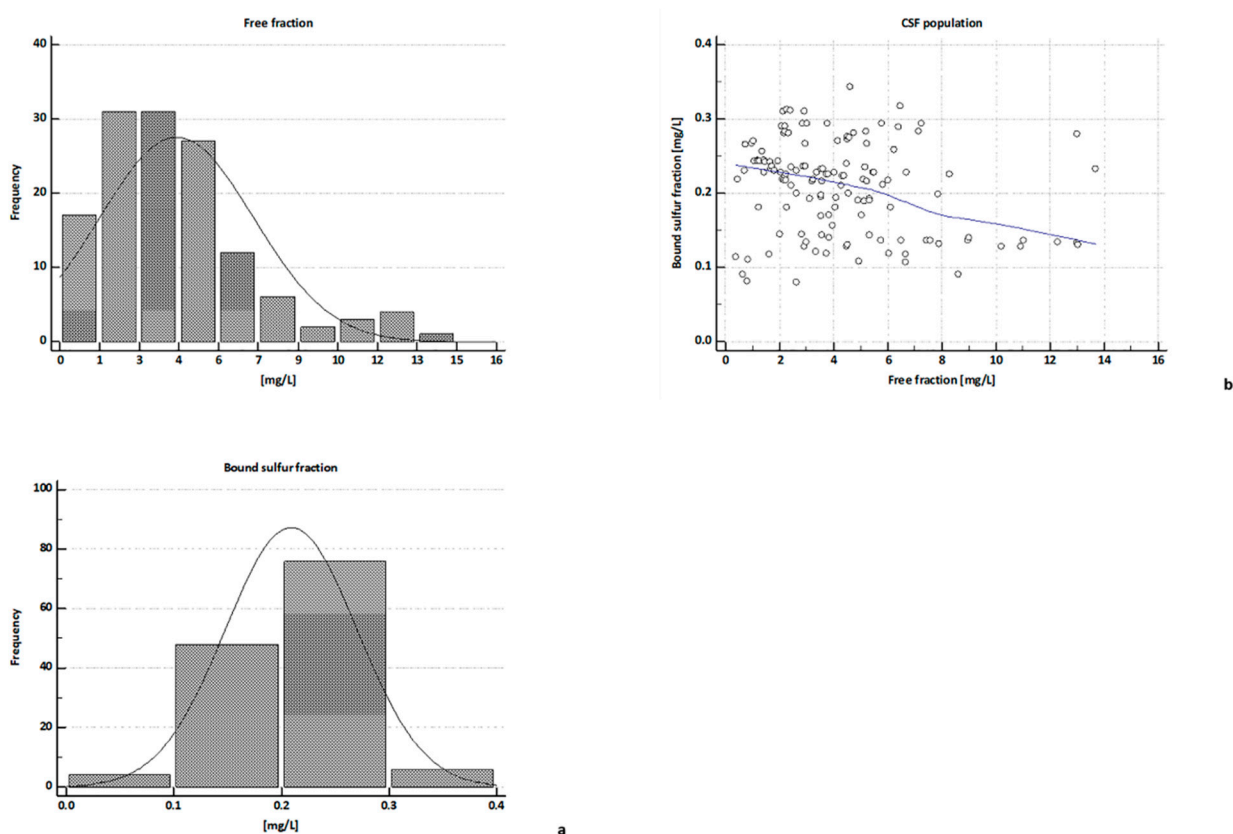 Free fraction
40
30
20
10
0
Frequency
0 1 3 4 6 7 9 10 12 13 15 16
[mg/L]
CSF population
0.4
0.3
0.2
0.1
0.0
Bound sulfur fraction [mg/L]
0 2 4 6 8 10 12 14 16
Free fraction [mg/L]
b
Bound sulfur fraction
100
80
60
40
20
0
Frequency
0.0 0.1 0.2 0.3 0.4
[mg/L]
a